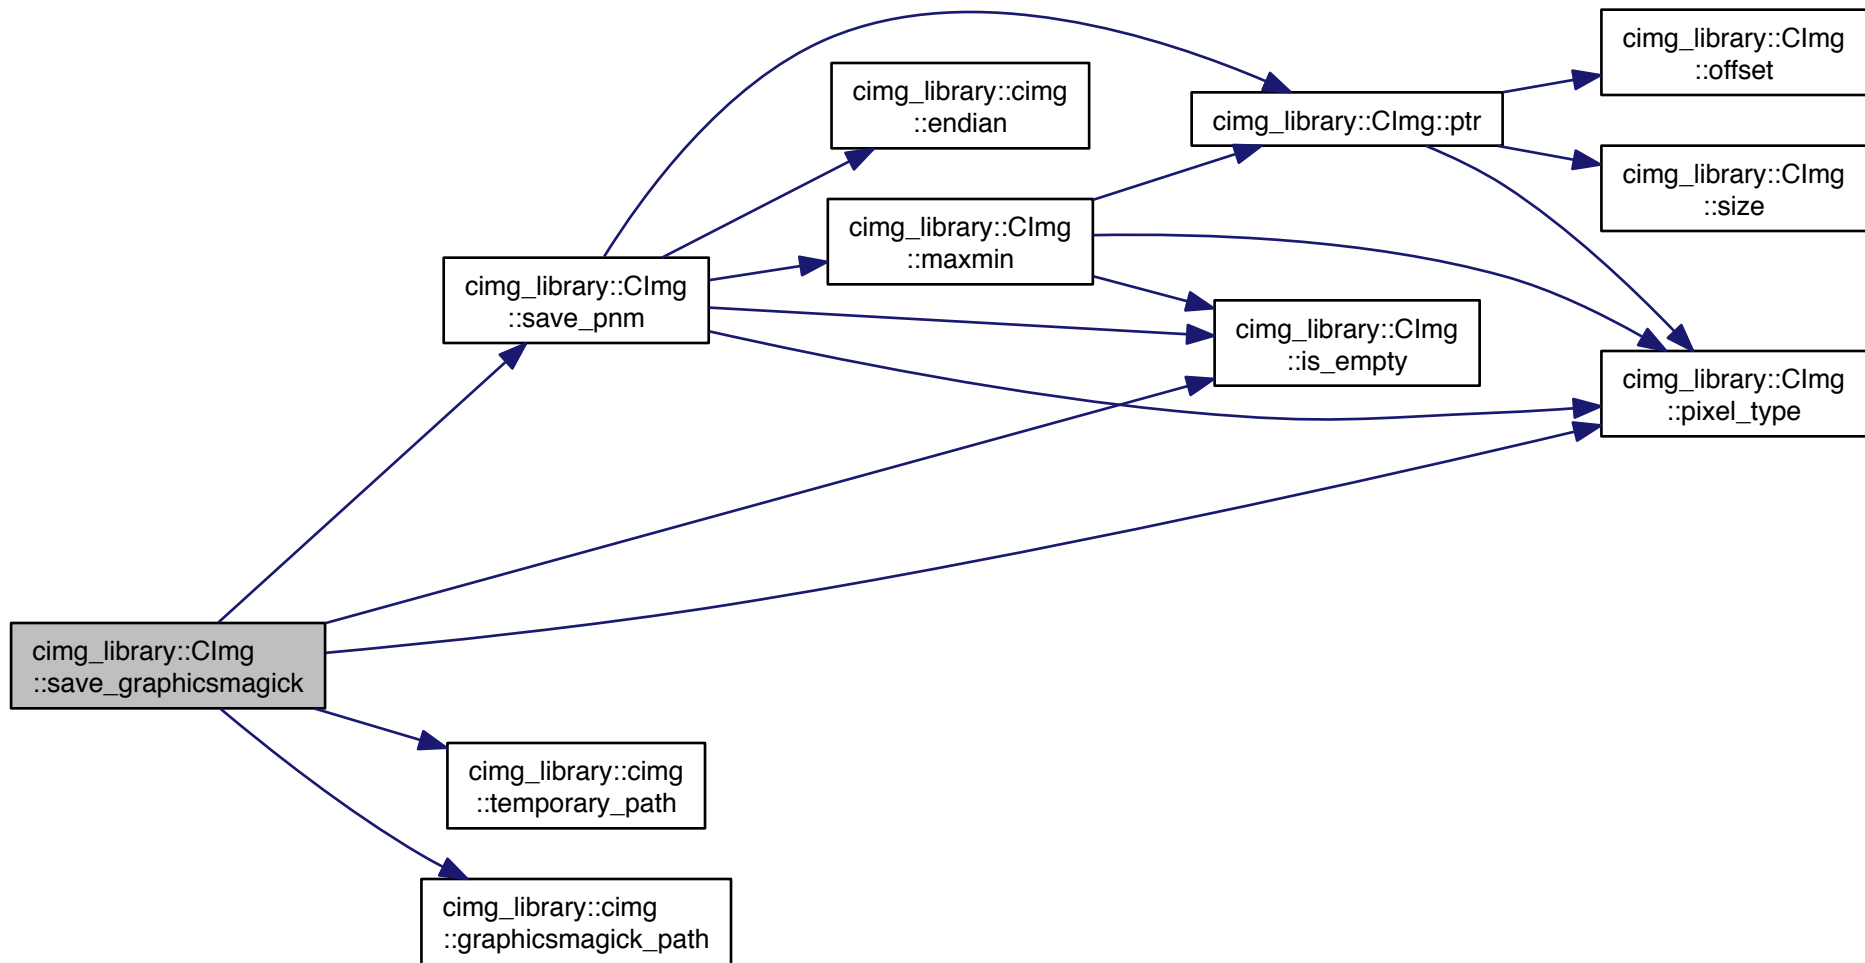 cimg_library::CImg
::offset
cimg_library::cimg
::endian
cimg_library::CImg::ptr
cimg_library::CImg
::size
cimg_library::CImg
::maxmin
cimg_library::CImg
::save_pnm
cimg_library::CImg
::is_empty
cimg_library::CImg
::pixel_type
cimg_library::CImg
::save_graphicsmagick
cimg_library::cimg
::temporary_path
cimg_library::cimg
::graphicsmagick_path